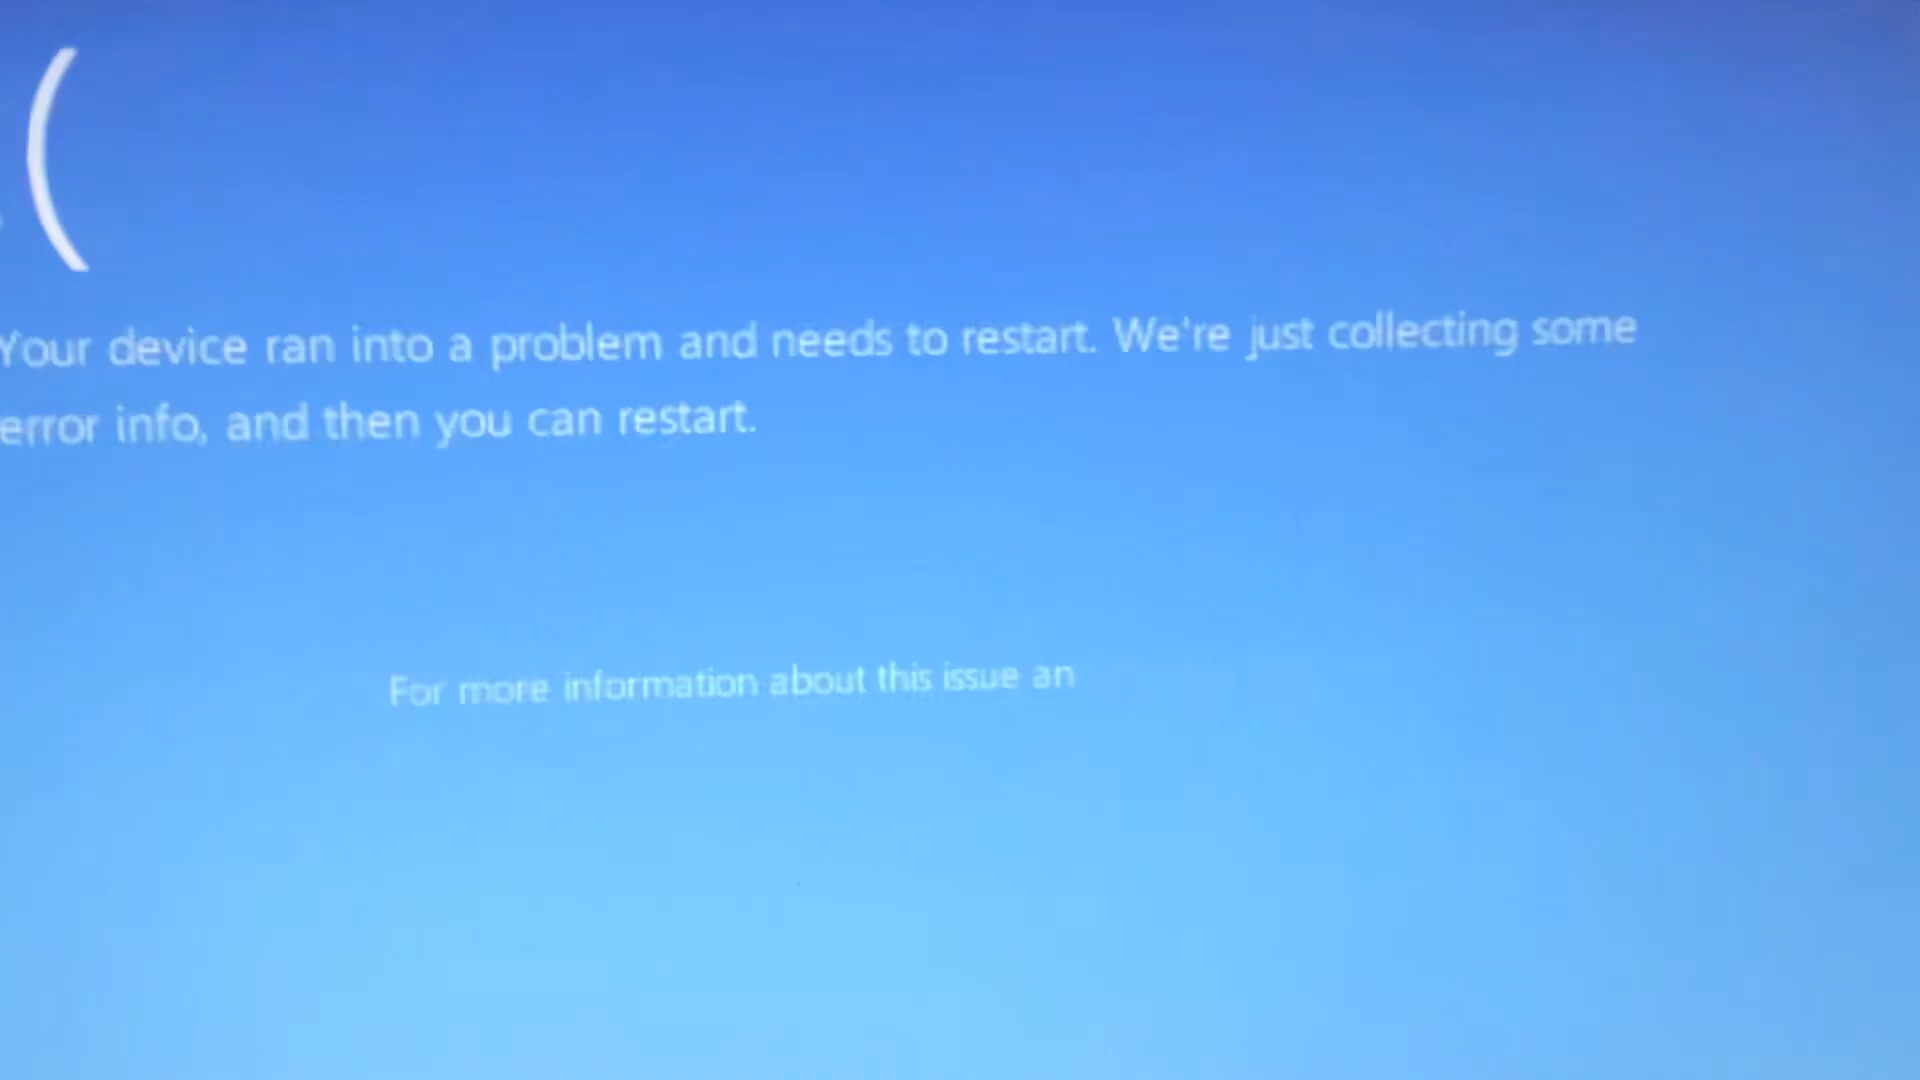 :(
Your device ran into a problem and needs to restart. We're just collecting some
error info, and then you can restart.
For more information about this issue an